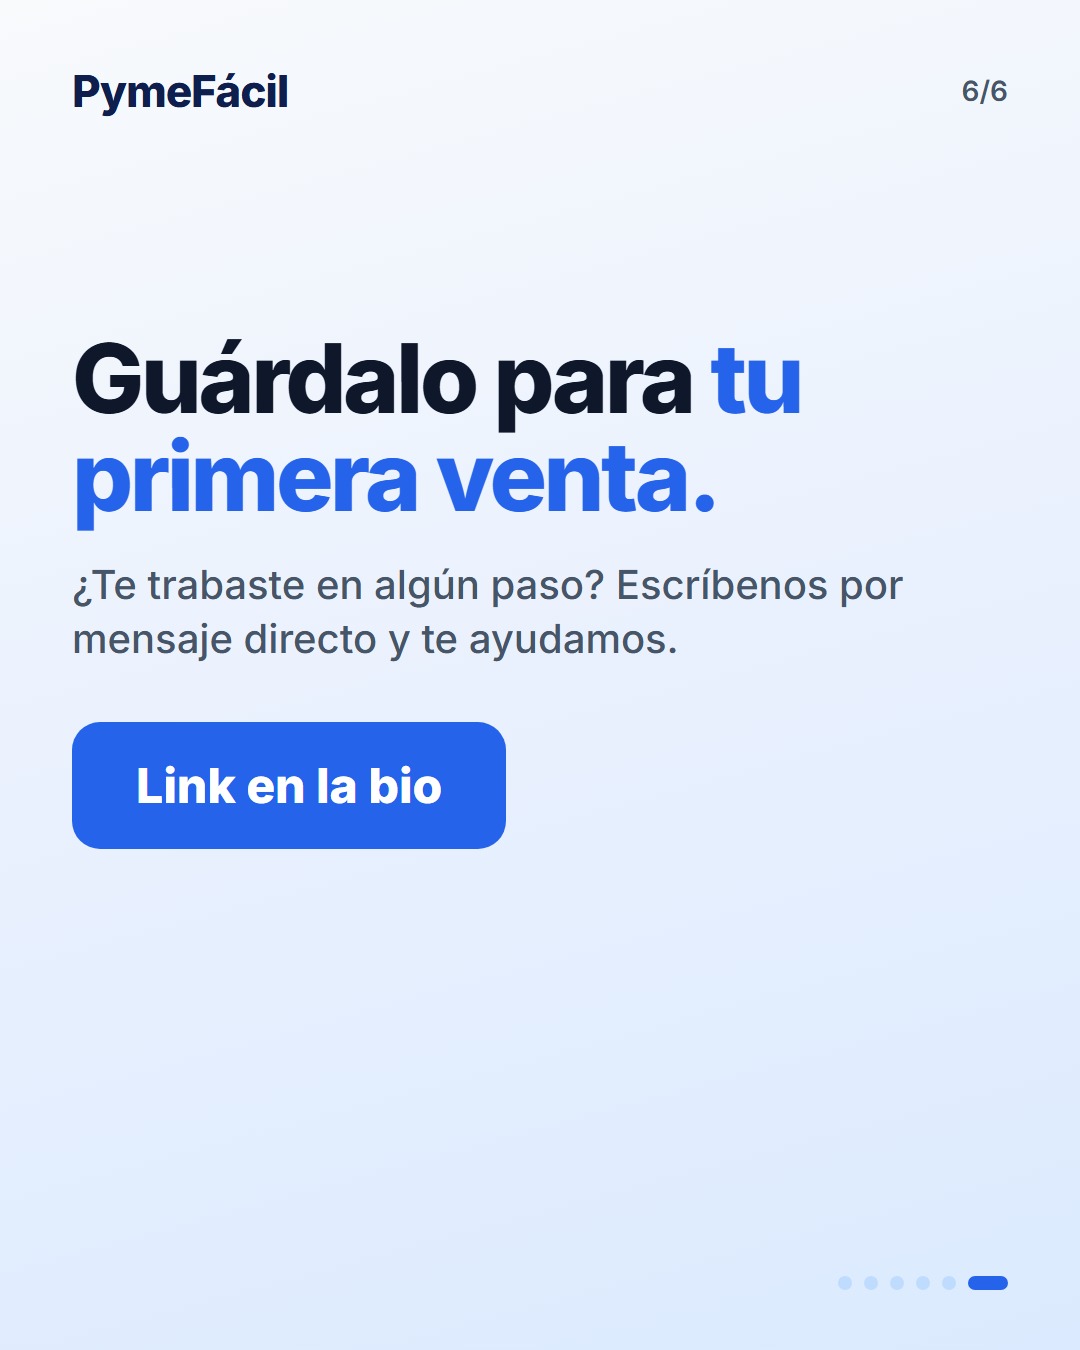 PymeFácil
6/6
Guárdalo para tu
primera venta.
¿Te trabaste en algún paso? Escríbenos por
mensaje directo y te ayudamos.
Link en la bio